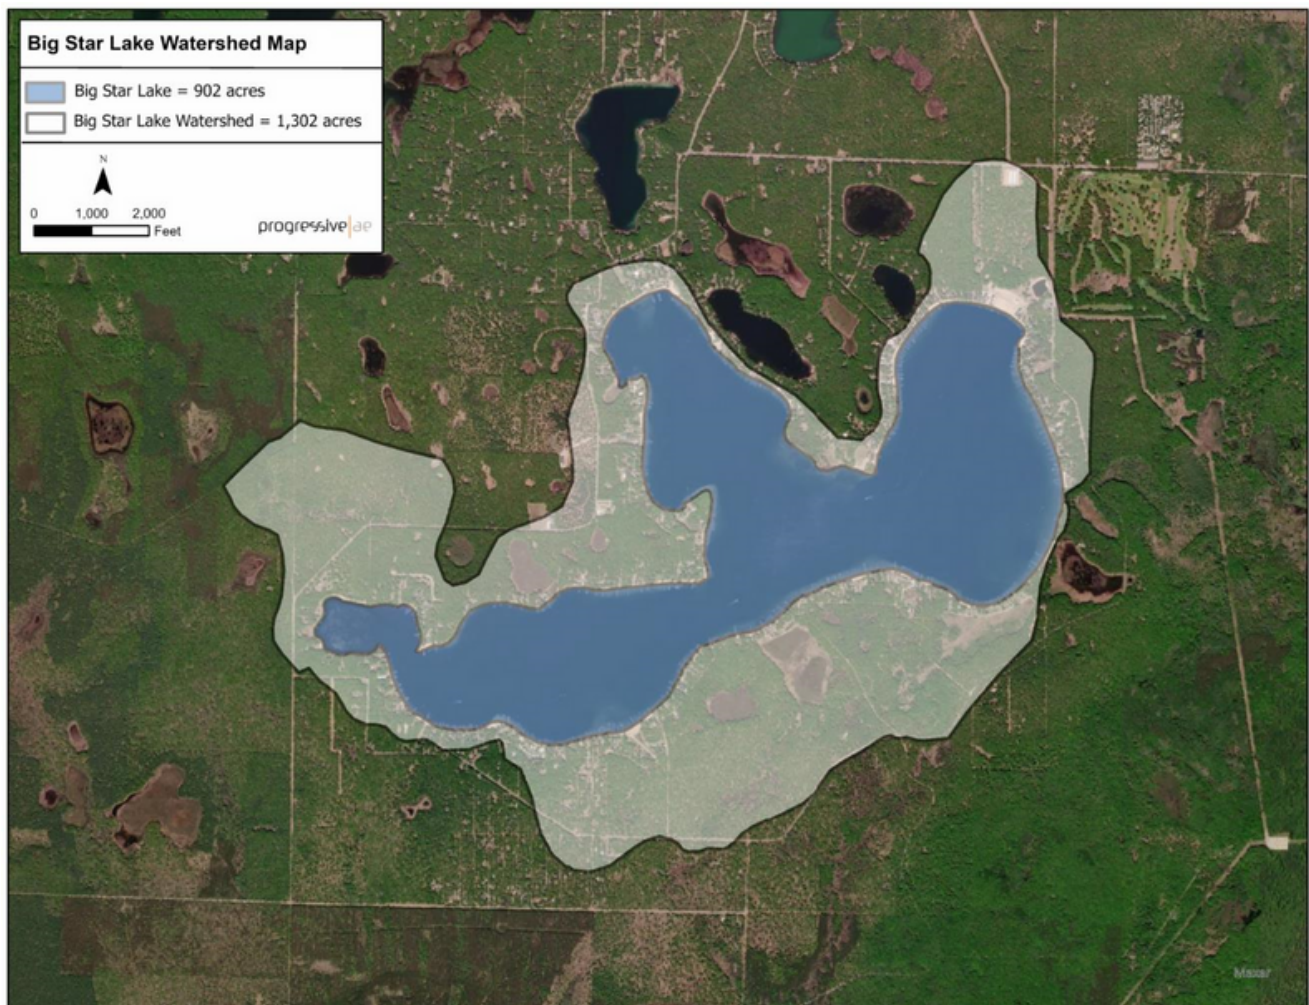 Big Star Lake Watershed Map
Big Star Lake = 902 acres
Big Star Lake Watershed = 1,302 acres
N
0 1,000 2,000
Feet
progressive|ae
Maxar